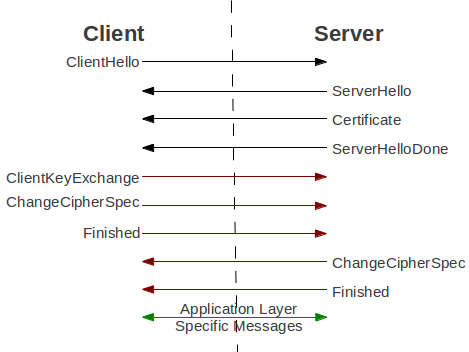 Client Server
ClientHello
ServerHello
Certificate
ServerHelloDone
ClientKeyExchange
ChangeCipherSpec
Finished
ChangeCipherSpec
Finished
Application Layer
Specific Messages